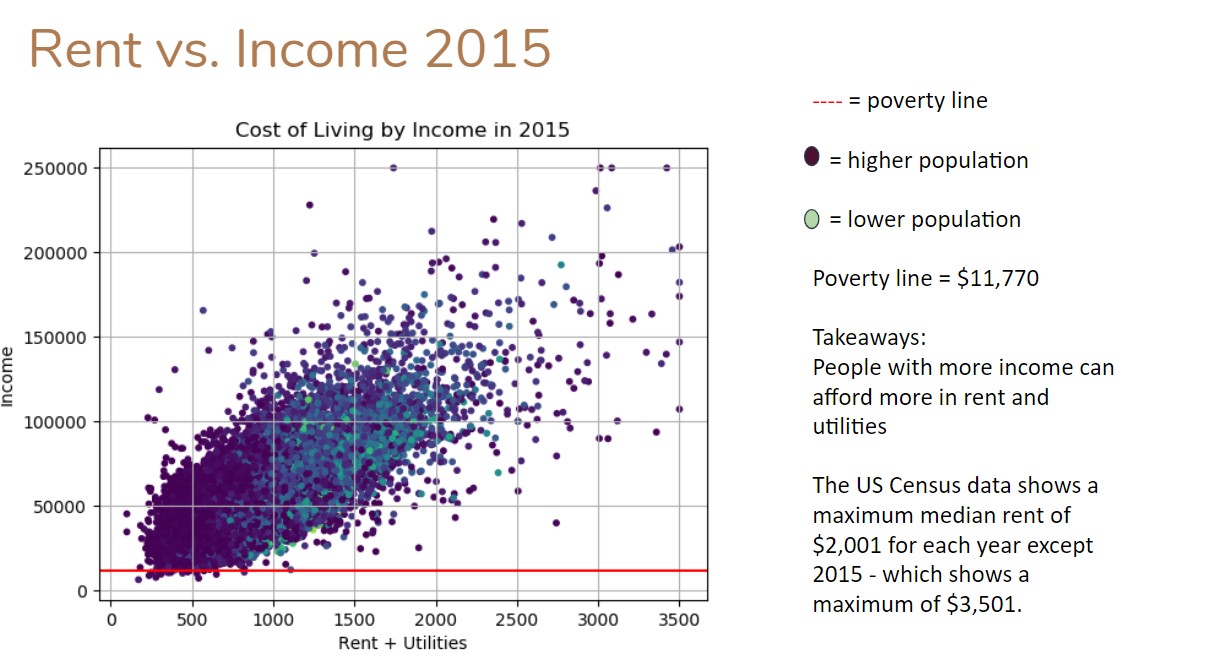 Rent vs. Income 2015
Cost of Living by Income in 2015
250000
200000
150000
100000
50000
0
Income
0 500 1000 1500 2000 2500 3000 3500
Rent + Utilities
---- = poverty line
= higher population
= lower population
Poverty line = $11,770
Takeaways:
People with more income can
afford more in rent and
utilities
The US Census data shows a
maximum median rent of
$2,001 for each year except
2015 - which shows a
maximum of $3,501.